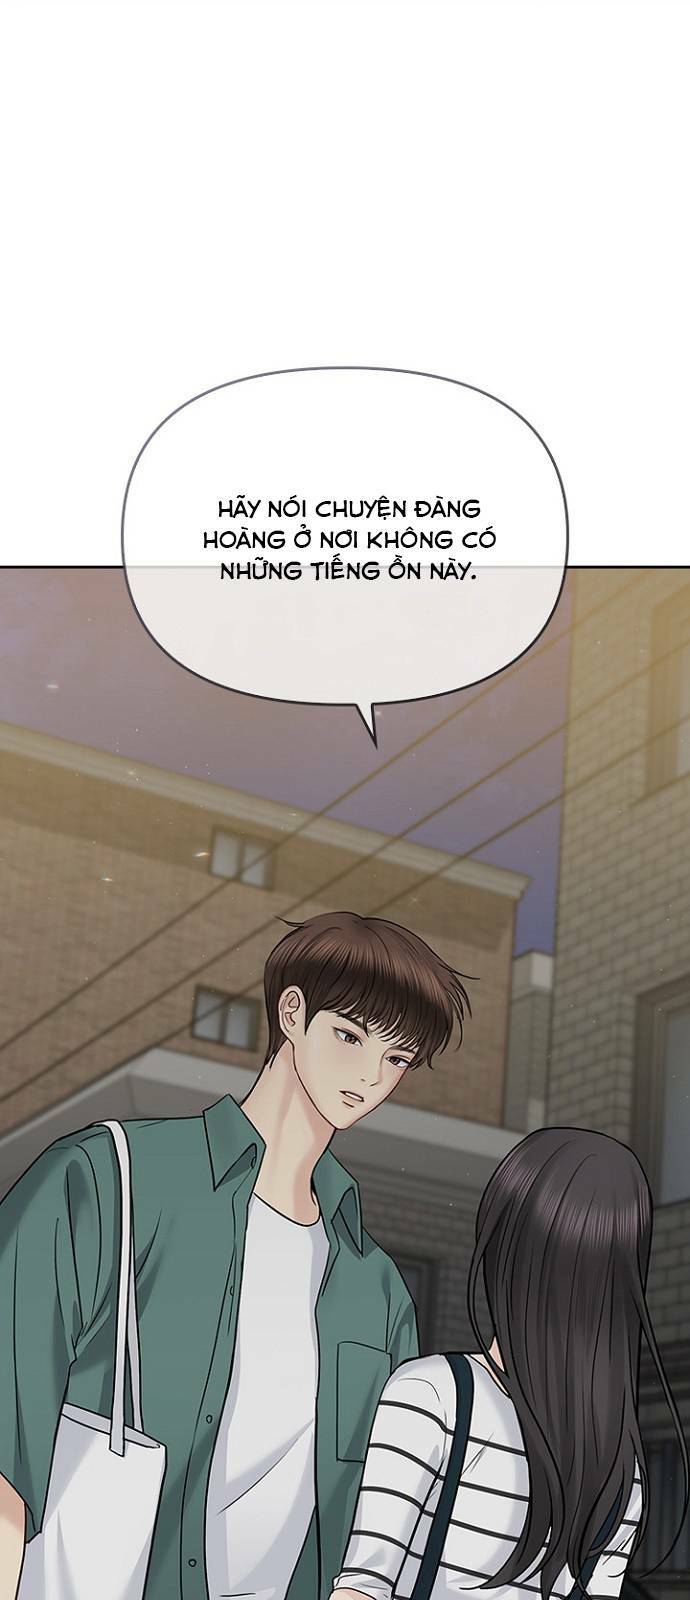 HÃY NÓI CHUYỆN ĐÀNG
HOÀNG Ở NƠI KHÔNG CÓ
NHỮNG TIẾNG ỒN NÀY.